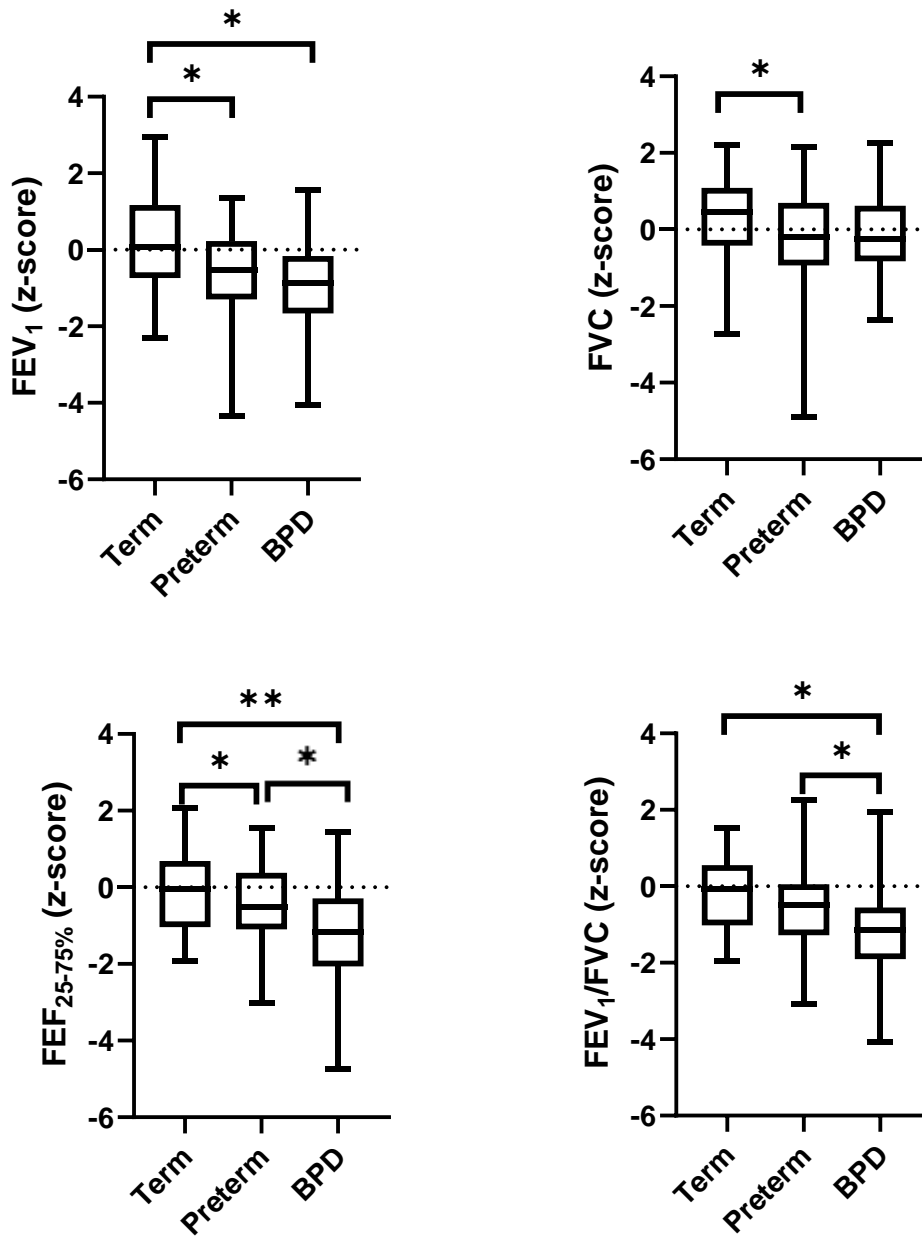 *
*
4
2
0
-2
-4
-6
FEV₁ (z-score)
Term
Preterm
BPD
*
4
2
0
-2
-4
-6
FVC (z-score)
Term
Preterm
BPD
**
*
*
4
2
0
-2
-4
-6
FEF₂₅₋₇₅% (z-score)
Term
Preterm
BPD
*
*
4
2
0
-2
-4
-6
FEV₁/FVC (z-score)
Term
Preterm
BPD